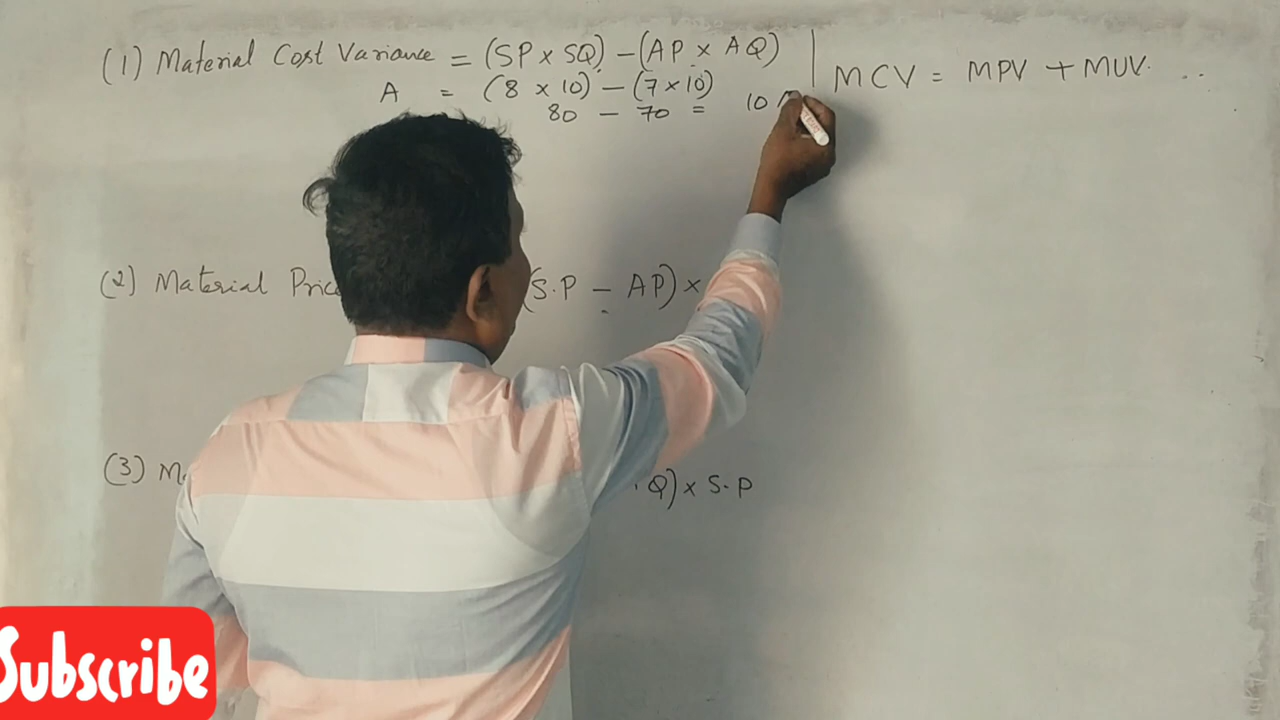 (1) Material Cost Variance = (SP x SQ) – (AP x AQ) | MCV = MPV + MUV. ..
A = (8 x 10) – (7 x 10)
80 – 70 = 10
(2) Material (S.P – AP) x
(3) Q) x S.P
Subscribe